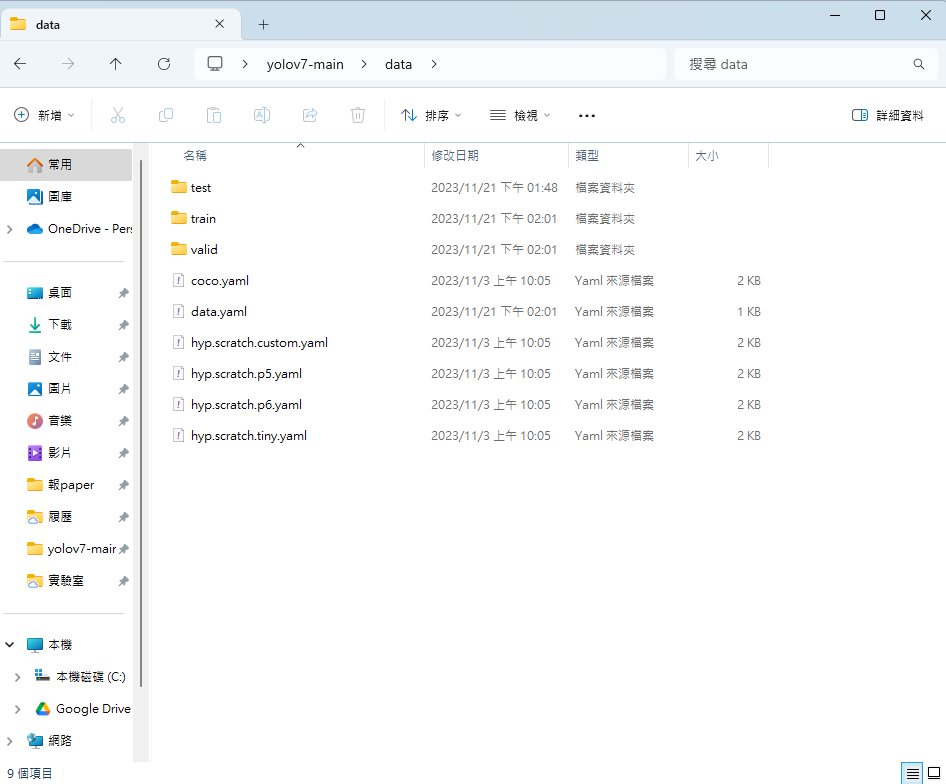 data
yolov7-main
data
搜尋 data
新增
排序
檢視
詳細資料
名稱
修改日期
類型
大小
test
2023/11/21 下午 01:48
檔案資料夾
train
2023/11/21 下午 02:01
檔案資料夾
valid
2023/11/21 下午 02:01
檔案資料夾
coco.yaml
2023/11/3 上午 10:05
Yaml 來源檔案
2 KB
data.yaml
2023/11/21 下午 02:01
Yaml 來源檔案
1 KB
hyp.scratch.custom.yaml
2023/11/3 上午 10:05
Yaml 來源檔案
2 KB
hyp.scratch.p5.yaml
2023/11/3 上午 10:05
Yaml 來源檔案
2 KB
hyp.scratch.p6.yaml
2023/11/3 上午 10:05
Yaml 來源檔案
2 KB
hyp.scratch.tiny.yaml
2023/11/3 上午 10:05
Yaml 來源檔案
2 KB
常用
圖庫
OneDrive - Pers
桌面
下載
文件
圖片
音樂
影片
報paper
履歷
yolov7-main
實驗室
本機
本機磁碟 (C:)
Google Drive
網路
9 個項目